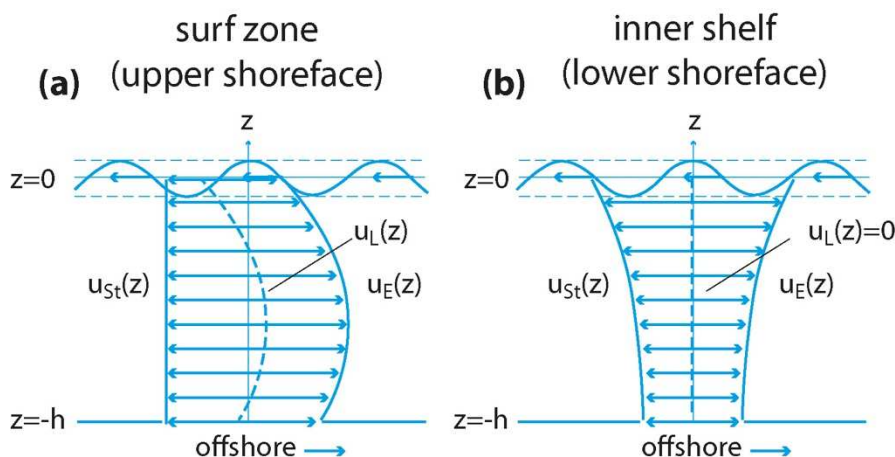 surf zone
(upper shoreface)
(a)
z
z=0
u_L(z)
u_St(z)
u_E(z)
z=-h
offshore
inner shelf
(lower shoreface)
(b)
z
z=0
u_L(z)=0
u_St(z)
u_E(z)
z=-h
offshore